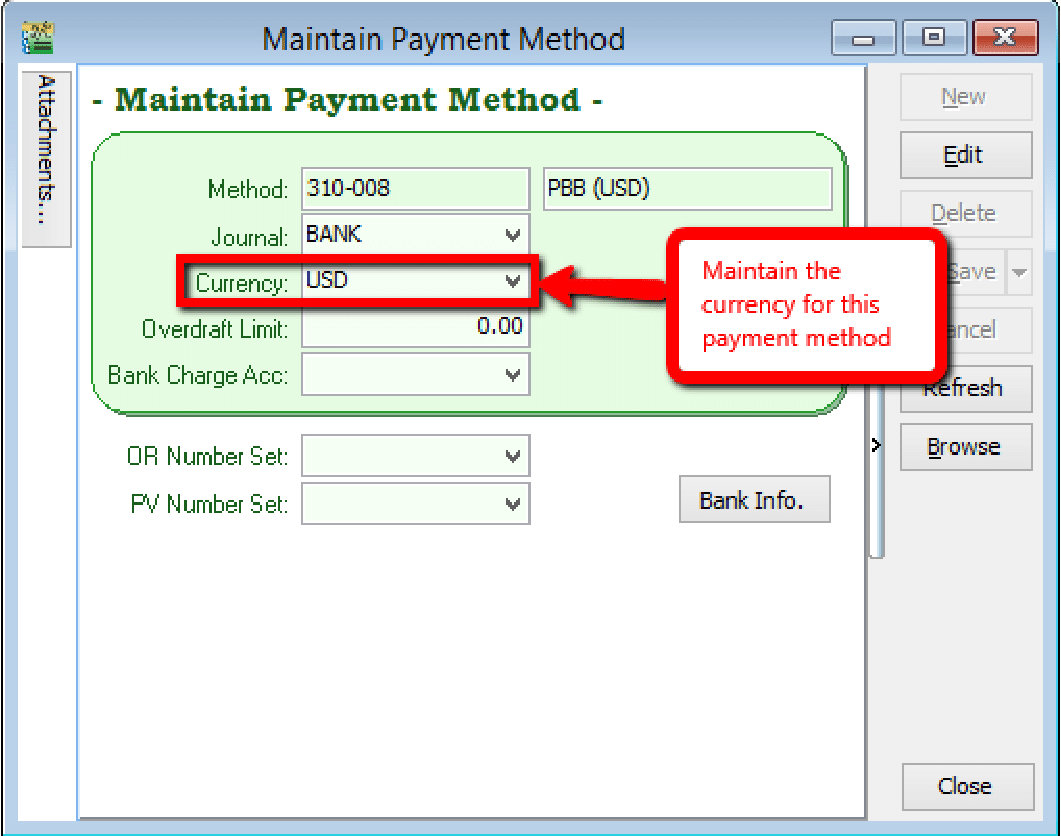 Maintain Payment Method
Attachments...
- Maintain Payment Method -
Method: 310-008 PBB (USD)
Journal: BANK
Currency: USD
Overdraft Limit: 0.00
Bank Charge Acc:
OR Number Set:
PV Number Set:
Bank Info.
Maintain the
currency for this
payment method
New
Edit
Delete
Save
ancel
Refresh
Browse
Close